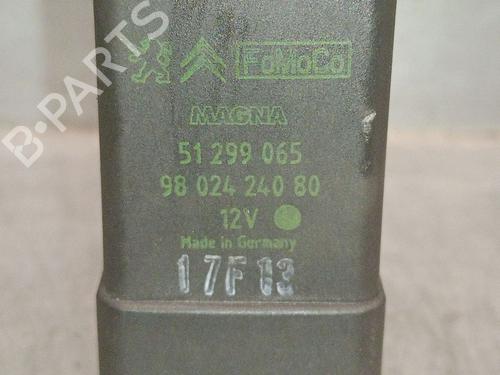 FoMoCo
MAGNA
51 299 065
98 024 240 80
12V
Made in Germany
17F13
B-PARTS